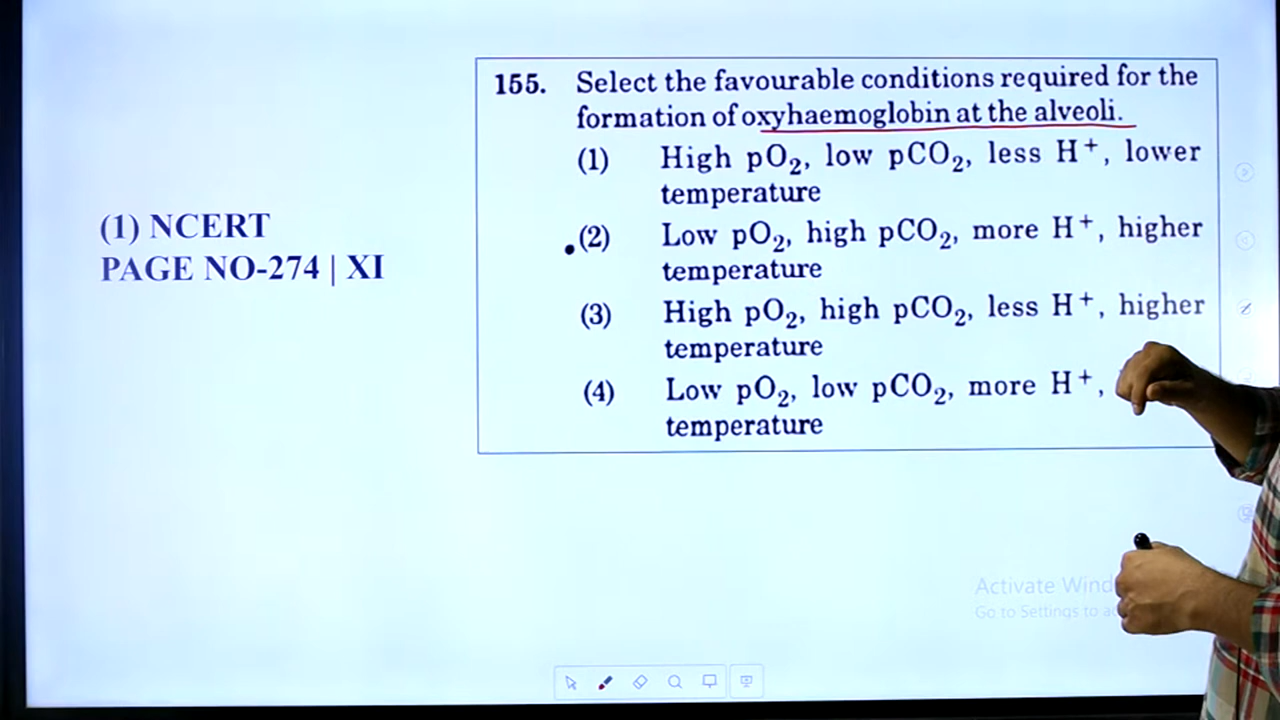 155. Select the favourable conditions required for the
formation of oxyhaemoglobin at the alveoli.
(1) High pO₂, low pCO₂, less H⁺, lower
temperature
(2) Low pO₂, high pCO₂, more H⁺, higher
temperature
(3) High pO₂, high pCO₂, less H⁺, higher
temperature
(4) Low pO₂, low pCO₂, more H⁺,
temperature
(1) NCERT
PAGE NO-274 | XI
Activate
Go to Settings to